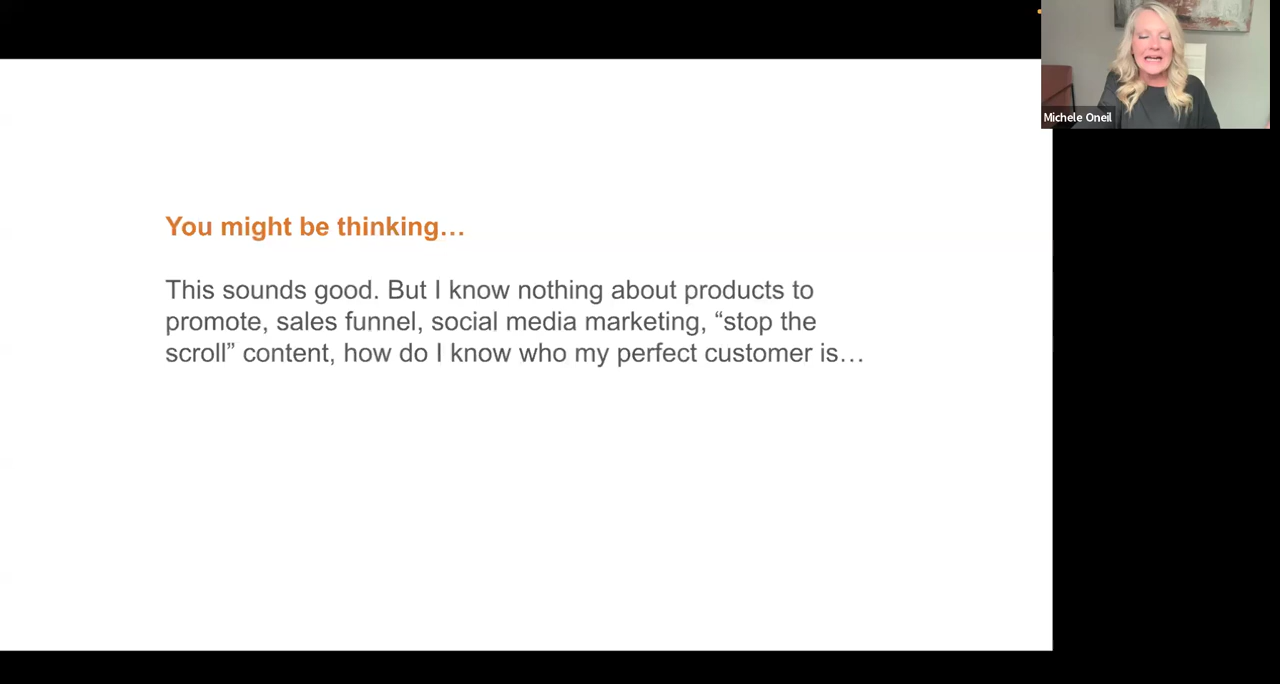 Michele Oneil
You might be thinking…
This sounds good. But I know nothing about products to
promote, sales funnel, social media marketing, “stop the
scroll” content, how do I know who my perfect customer is…